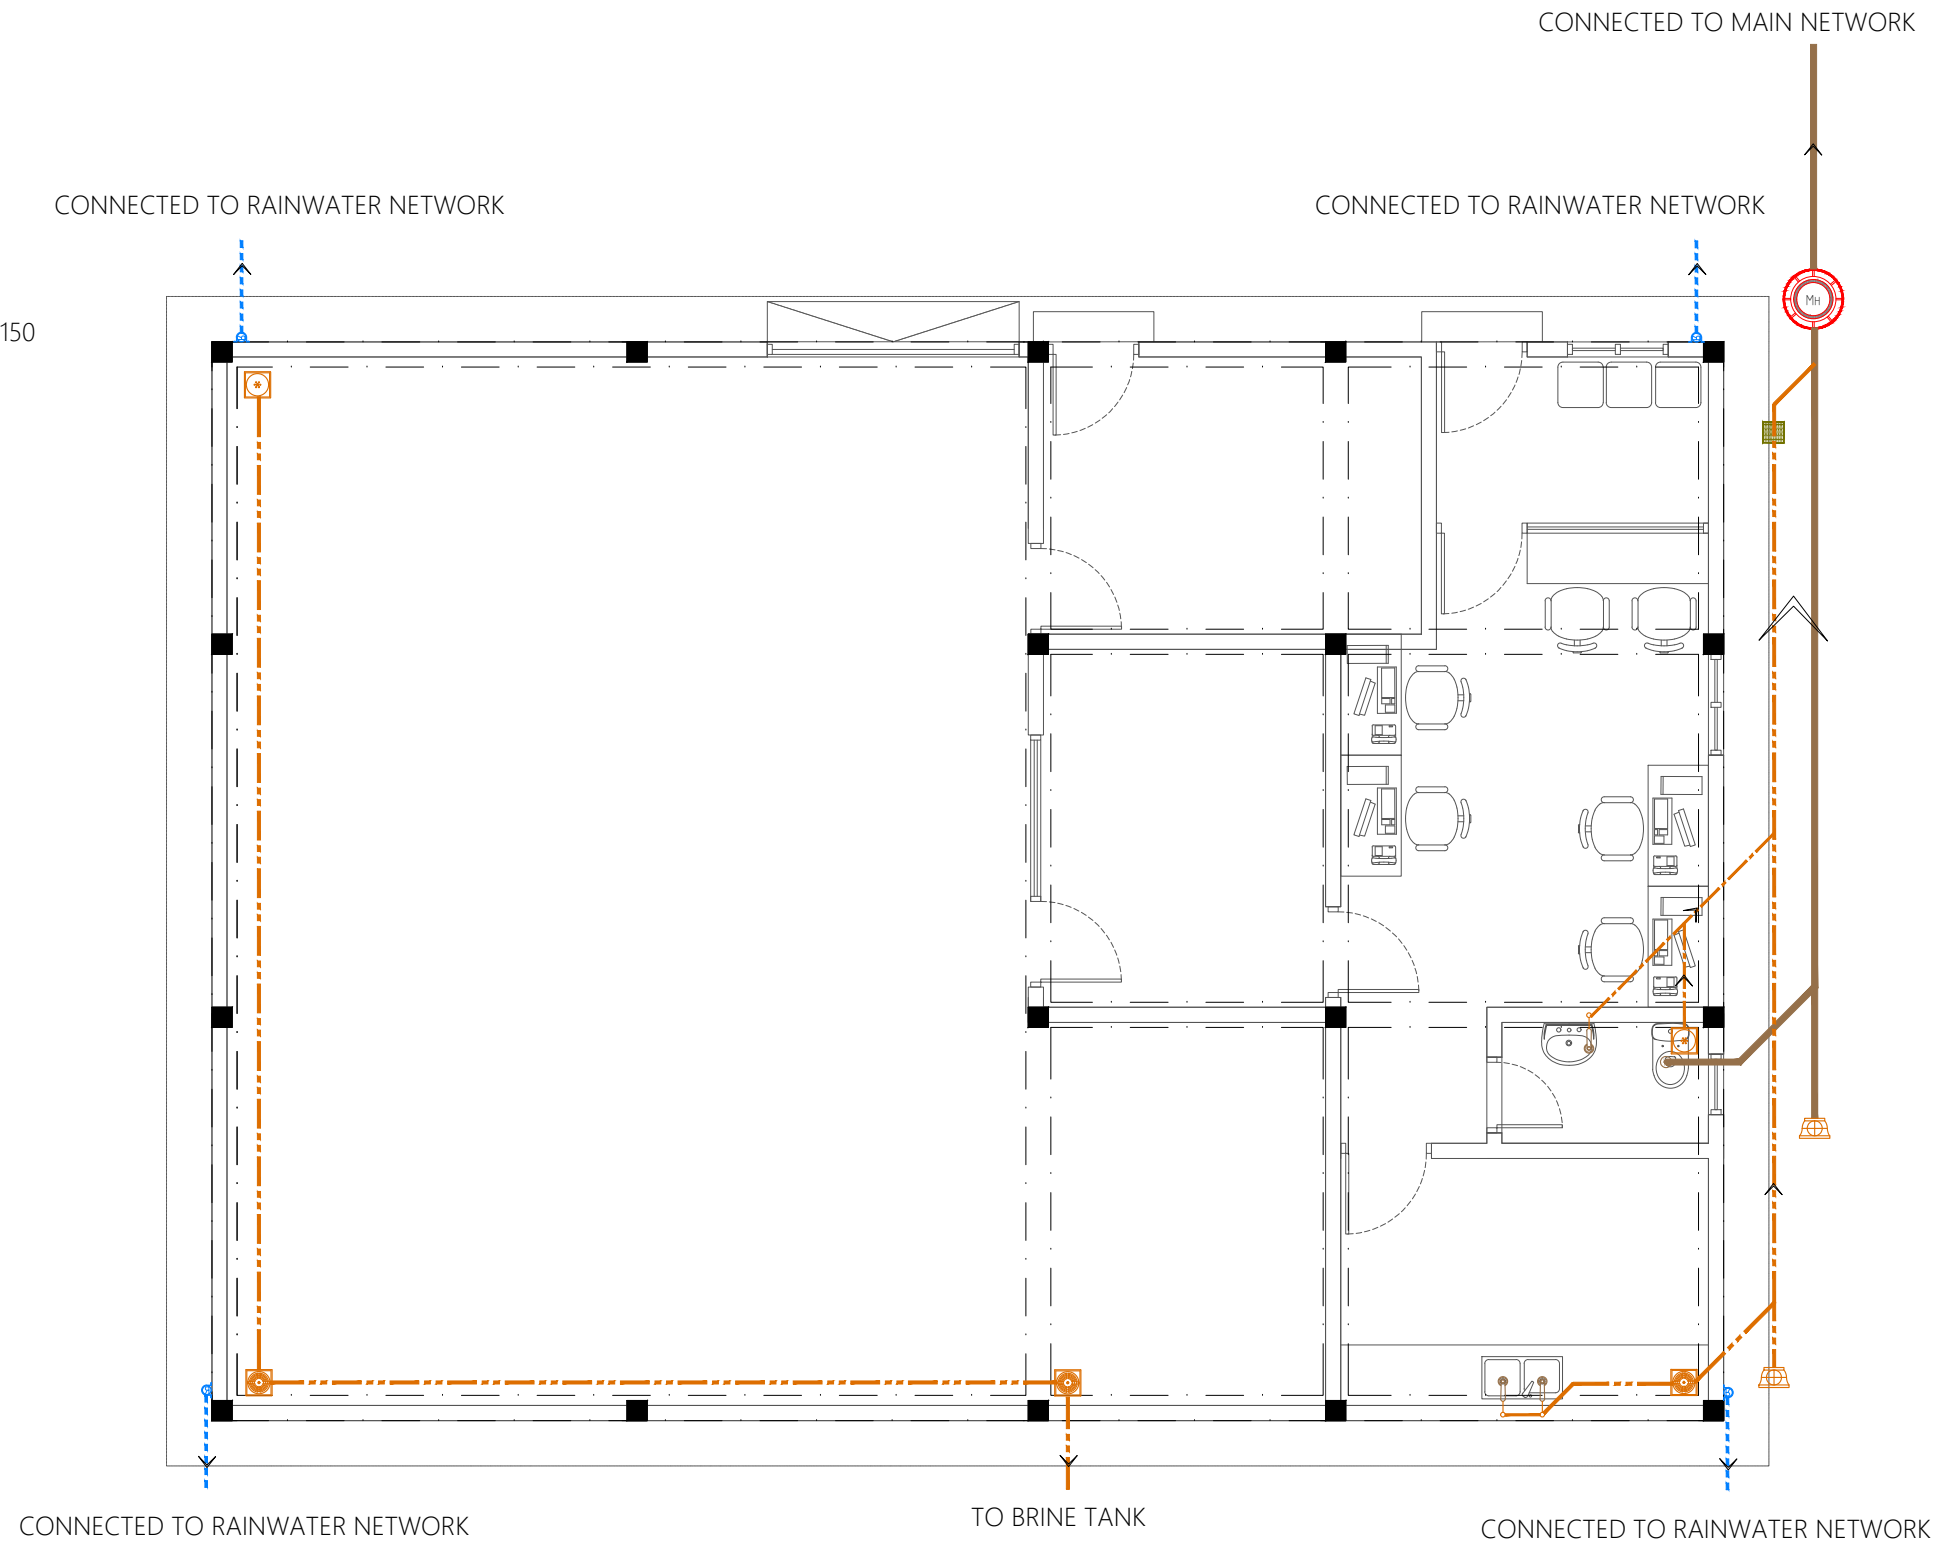 CONNECTED TO MAIN NETWORK
CONNECTED TO RAINWATER NETWORK
CONNECTED TO RAINWATER NETWORK
MH
150
CONNECTED TO RAINWATER NETWORK
TO BRINE TANK
CONNECTED TO RAINWATER NETWORK